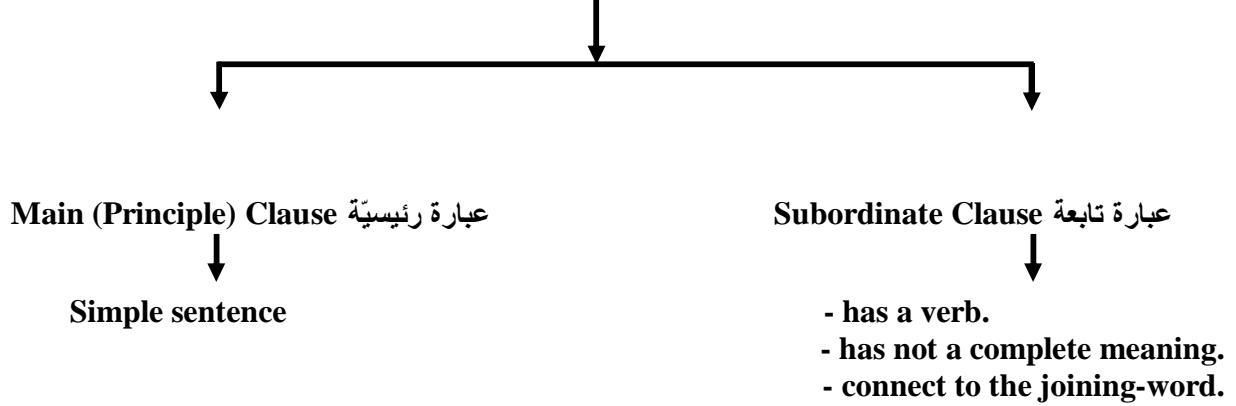 Main (Principle) Clause عبارة رئيسيّة
Subordinate Clause عبارة تابعة
Simple sentence
- has a verb.
- has not a complete meaning.
- connect to the joining-word.